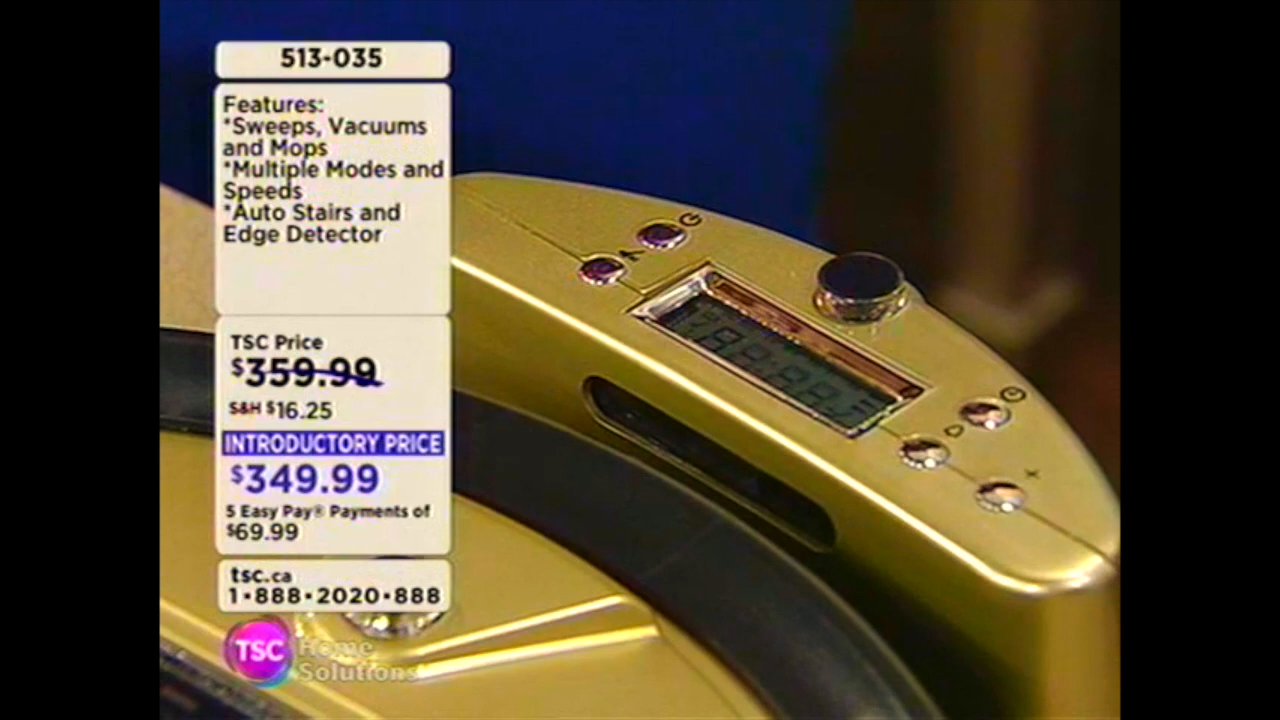 513-035
Features:
*Sweeps, Vacuums
and Mops
*Multiple Modes and
Speeds
*Auto Stairs and
Edge Detector
TSC Price
$359.99
S&H $16.25
INTRODUCTORY PRICE
$349.99
5 Easy Pay® Payments of
$69.99
tsc.ca
1-888-2020-888
TSC Home
Solutions